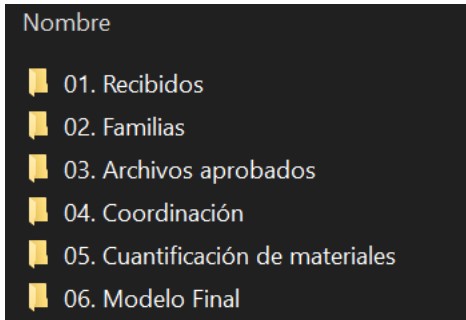 Nombre
01. Recibidos
02. Familias
03. Archivos aprobados
04. Coordinación
05. Cuantificación de materiales
06. Modelo Final